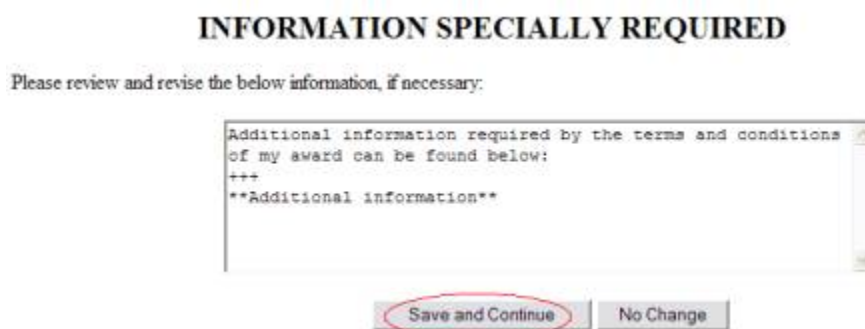 INFORMATION SPECIALLY REQUIRED
Please review and revise the below information, if necessary:
Additional information required by the terms and conditions
of my award can be found below:
+++
**Additional information**
Save and Continue No Change